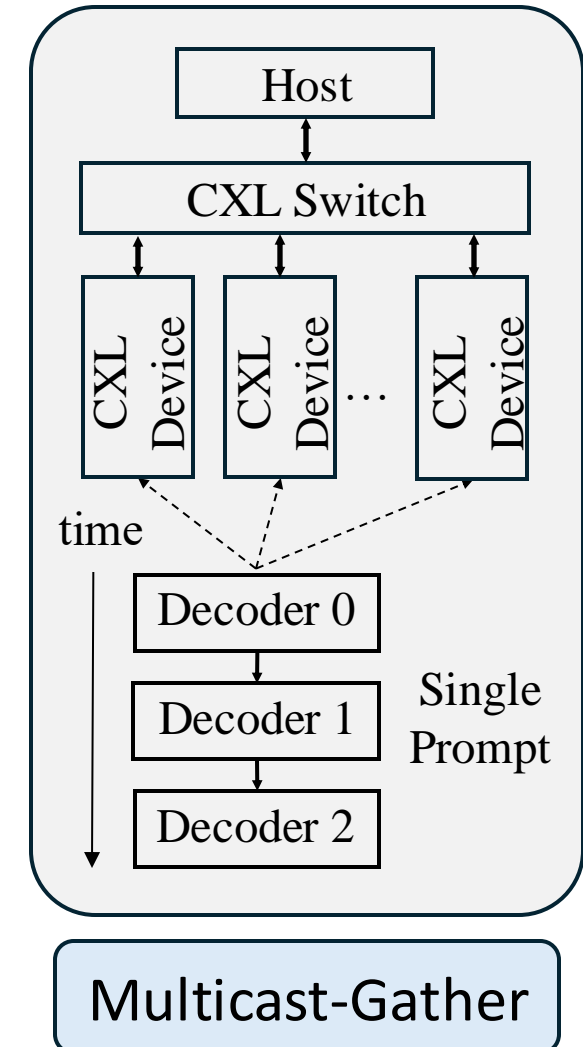 Host
CXL Switch
CXL
Device
CXL
Device
...
CXL
Device
time
Decoder 0
Decoder 1
Single
Prompt
Decoder 2
Multicast-Gather